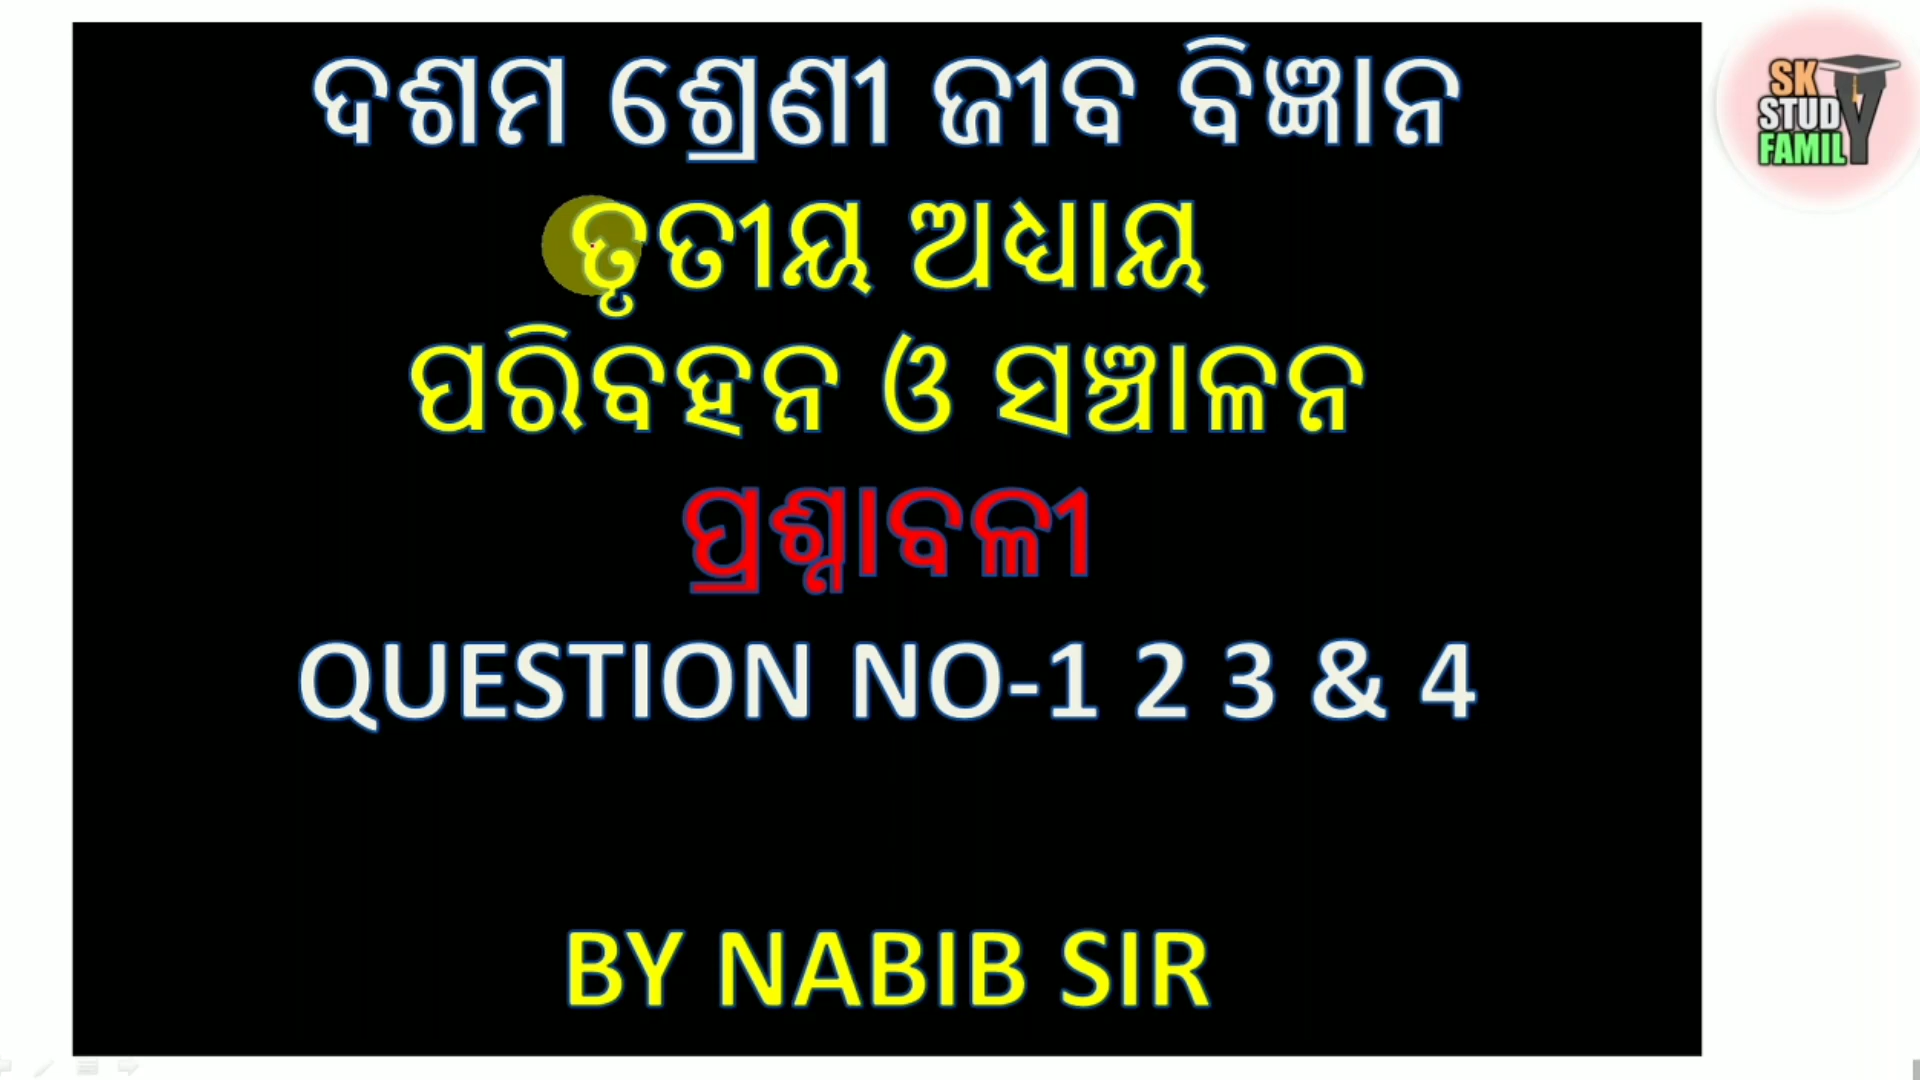 ଦଶମ ଶ୍ରେଣୀ ଜୀବ ବିଜ୍ଞାନ
ତୃତୀୟ ଅଧ୍ୟାୟ
ପରିବହନ ଓ ସଞ୍ଚାଳନ
ପ୍ରଶ୍ନାବଳୀ
QUESTION NO-1 2 3 & 4
BY NABIB SIR
SK
STUDY
FAMILY